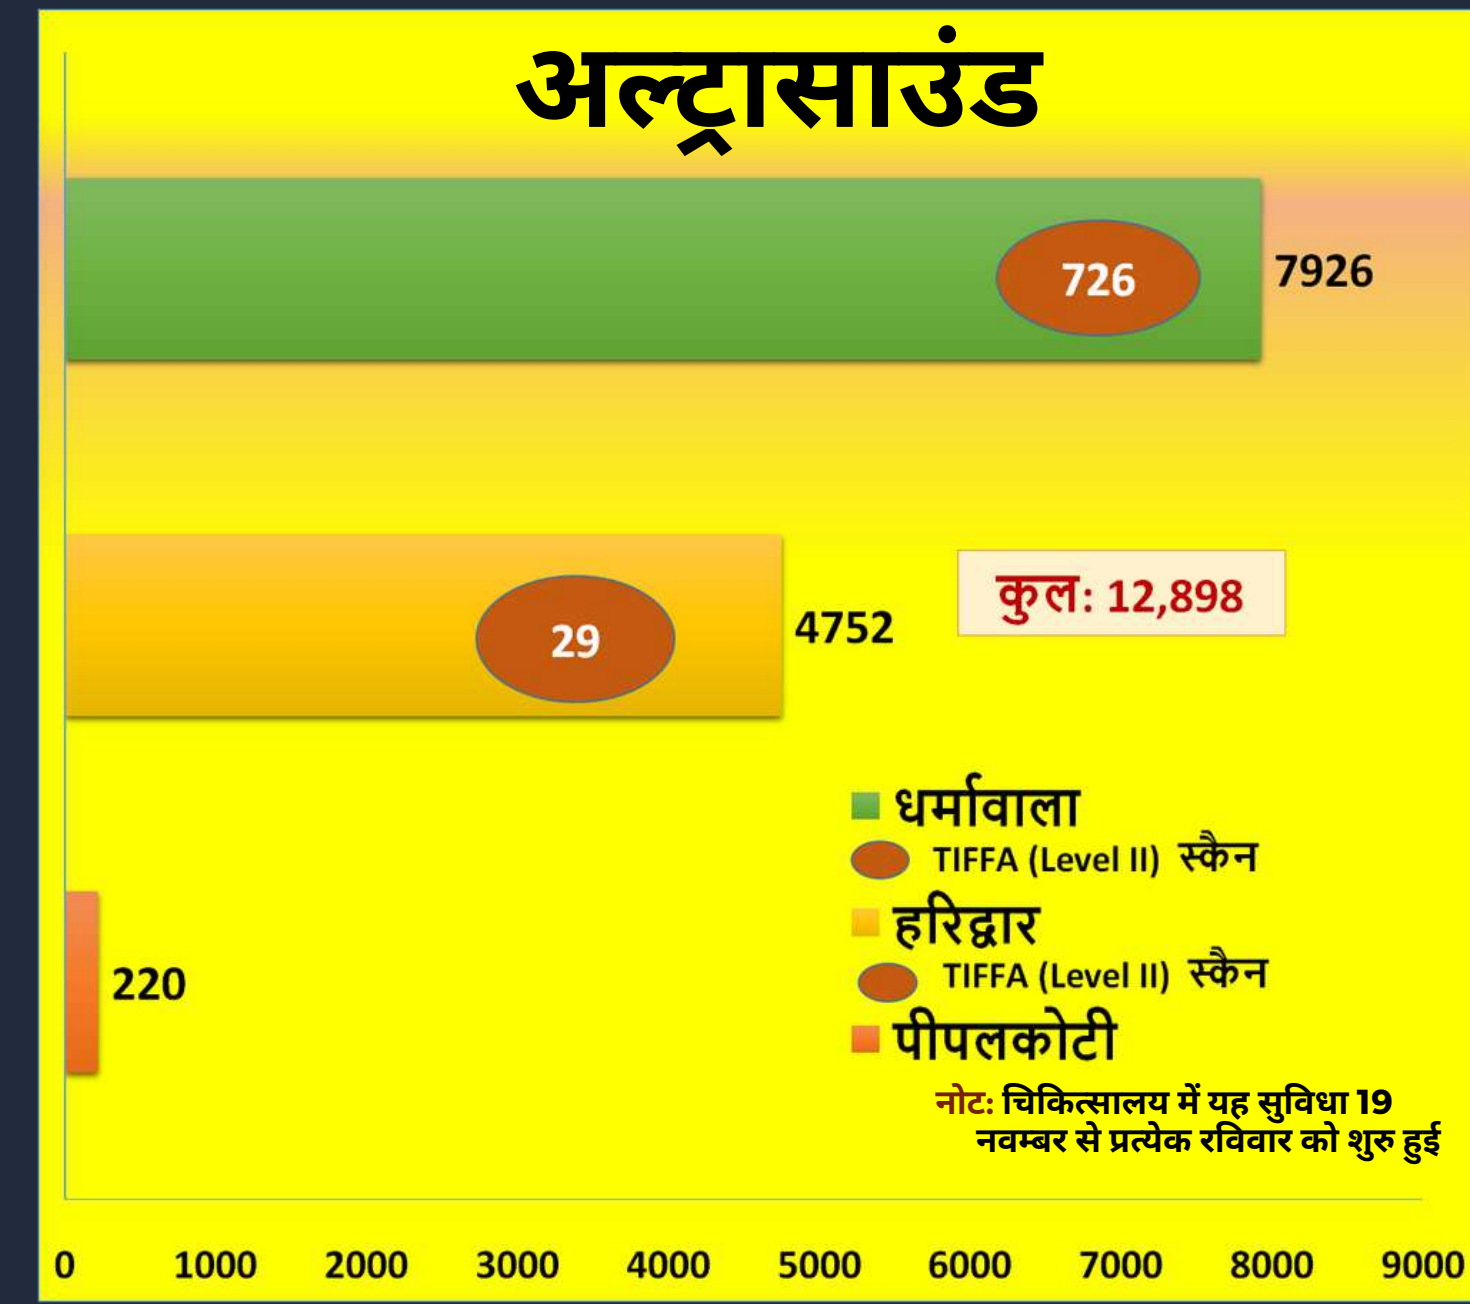 अल्ट्रासाउंड
726
7926
29
4752
कुल: 12,898
220
धर्मावाला
TIFFA (Level II) स्कैन
हरिद्वार
TIFFA (Level II) स्कैन
पीपलकोटी
नोट: चिकित्सालय में यह सुविधा 19
नवम्बर से प्रत्येक रविवार को शुरु हुई
0 1000 2000 3000 4000 5000 6000 7000 8000 9000